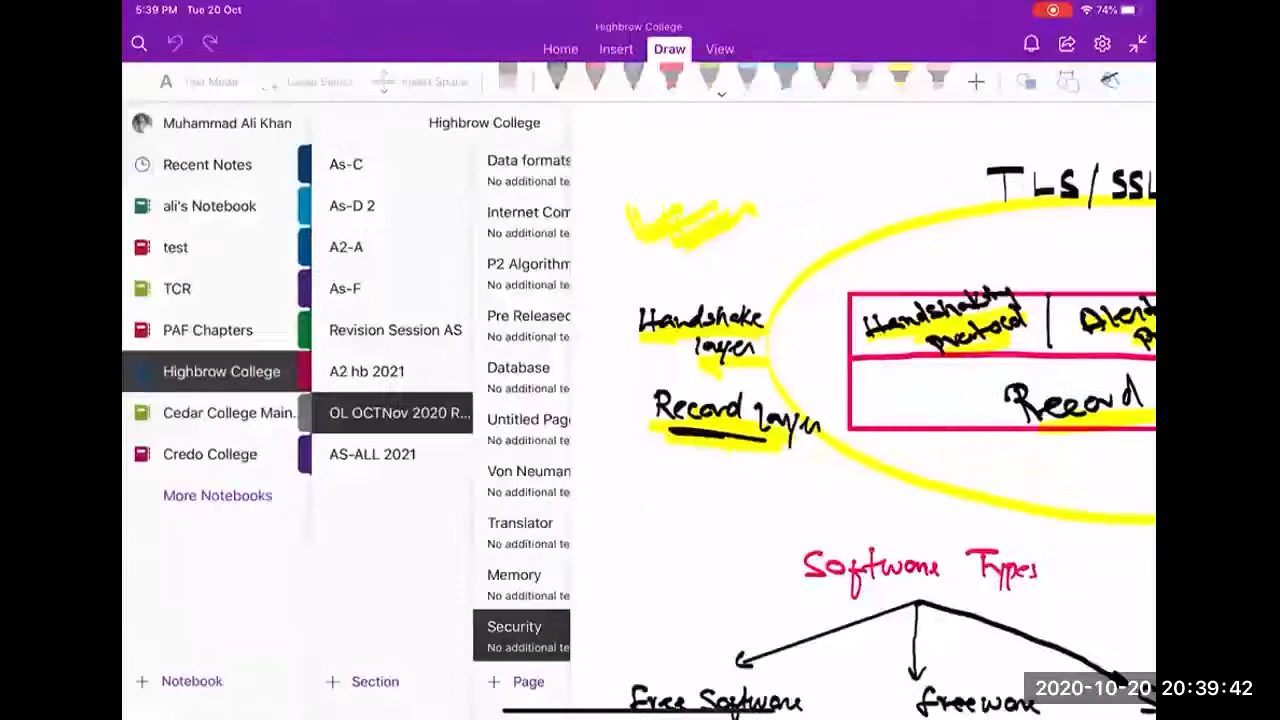 5:39 PM Tue 20 Oct
74%
Highbrow College
Home Insert Draw View
A Text Mode Lasso Select Insert Space
Muhammad Ali Khan
Recent Notes
ali's Notebook
test
TCR
PAF Chapters
Highbrow College
Cedar College Main...
Credo College
More Notebooks
+ Notebook
As-C
As-D 2
A2-A
As-F
Revision Session AS
A2 hb 2021
OL OCTNov 2020 R...
AS-ALL 2021
+ Section
Highbrow College
Data formats
No additional te
Internet Com
No additional te
P2 Algorithm
No additional te
Pre Released
No additional te
Database
No additional te
Untitled Page
No additional te
Von Neuman
No additional te
Translator
No additional te
Memory
No additional te
Security
No additional te
+ Page
TLS/SSL
Handshake
layer
Record layer
Handshaking
protocol
Record
Software Types
Free Software
freeware
2020-10-20 20:39:42